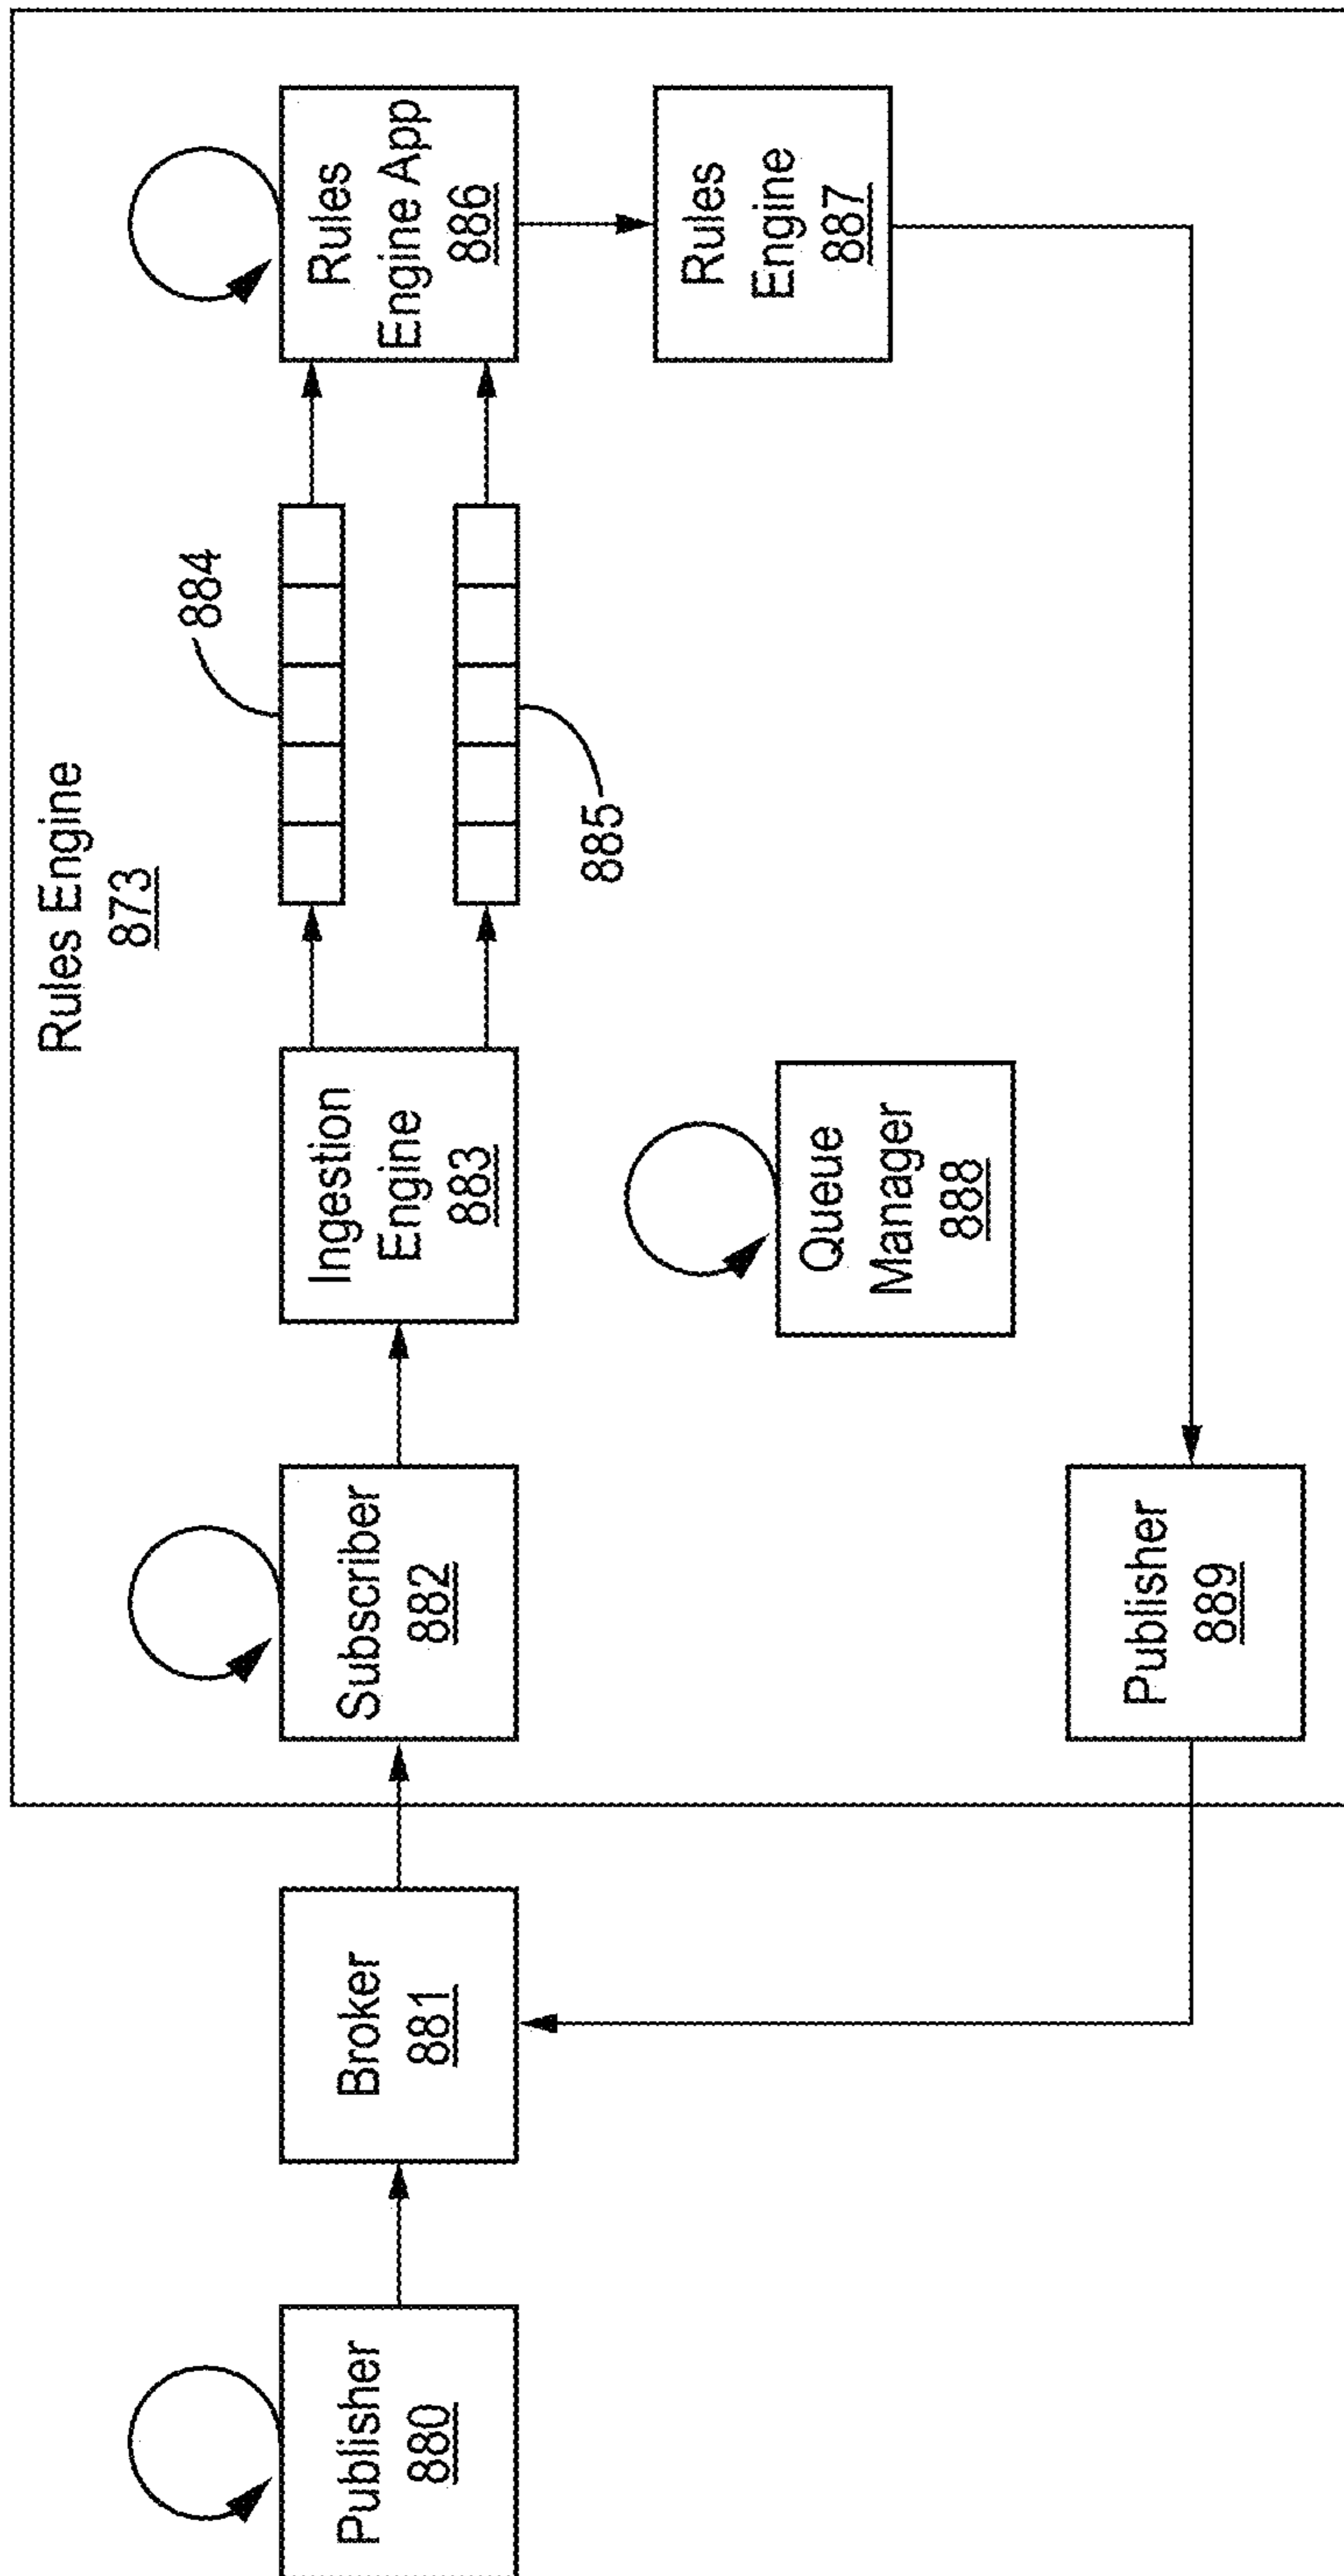 Rules Engine
873
Publisher
880
Broker
881
Subscriber
882
Ingestion
Engine
883
884
885
Rules
Engine App
886
Rules
Engine
887
Queue
Manager
888
Publisher
889